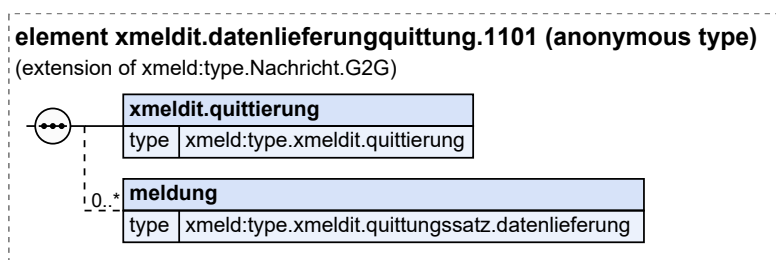 element xmeldit.datenlieferungquittung.1101 (anonymous type)
(extension of xmeld:type.Nachricht.G2G)
xmeldit.quittierung
type xmeld:type.xmeldit.quittierung
0..* meldung
type xmeld:type.xmeldit.quittungssatz.datenlieferung